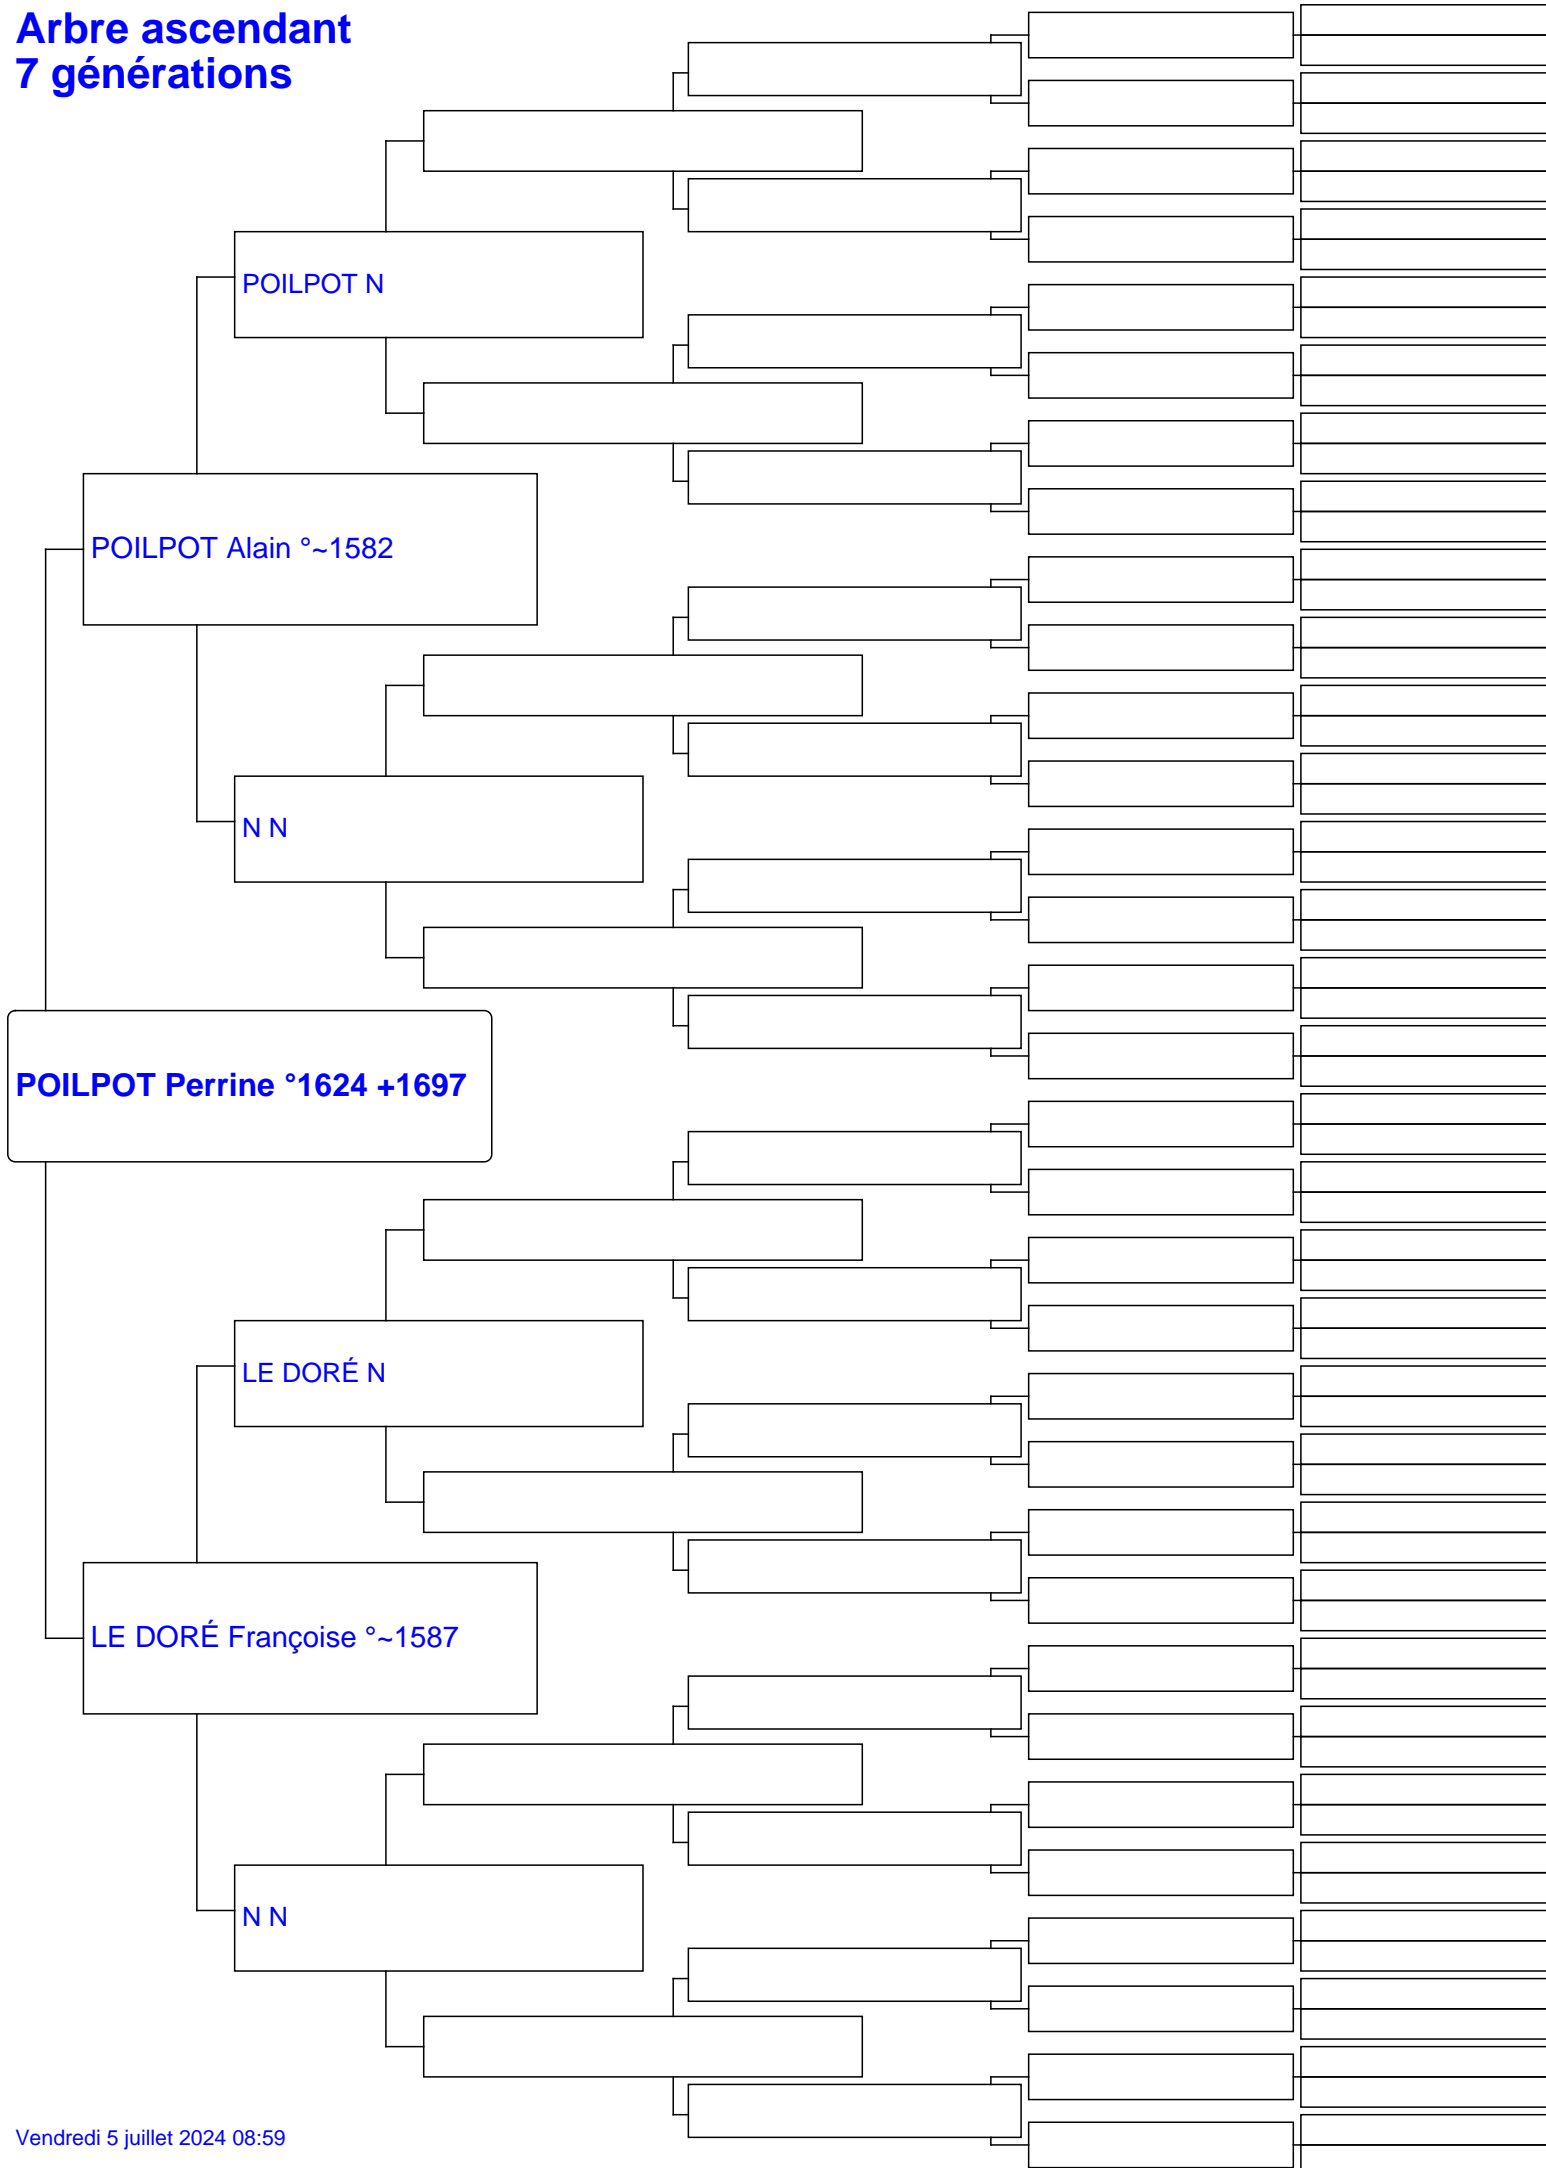 Arbre ascendant
7 générations
POILPOT N
POILPOT Alain °~1582
N N
POILPOT Perrine °1624 +1697
LE DORÉ N
LE DORÉ Françoise °~1587
N N
Vendredi 5 juillet 2024 08:59